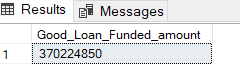 Results Messages
Good_Loan_Funded_amount
1 370224850